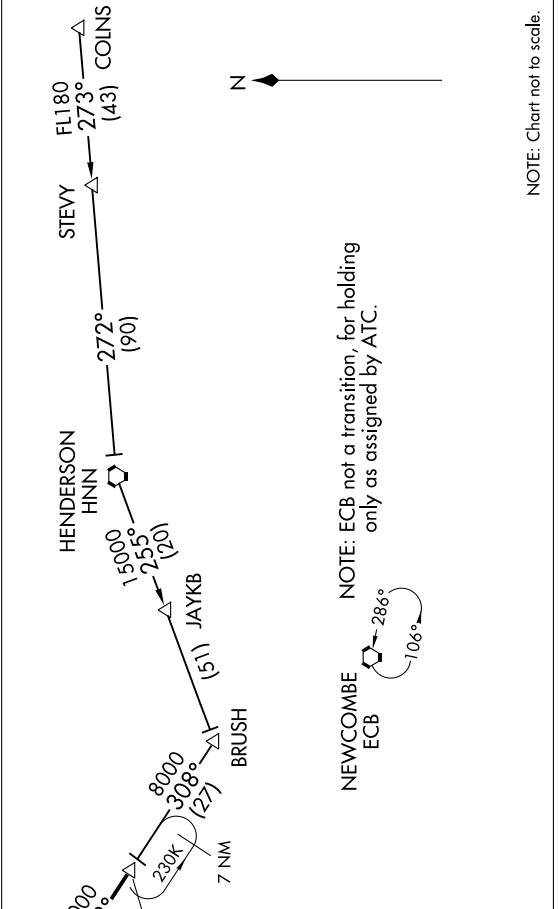 COLNS
FL180
273°
(43)
STEVY
272°
(90)
HENDERSON
HNN
15000
255°
(20)
JAYKB
(51)
BRUSH
8000
308°
(27)
230K
7 NM
N
NOTE: ECB not a transition, for holding
only as assigned by ATC.
NEWCOMBE
ECB
286°
106°
NOTE: Chart not to scale.